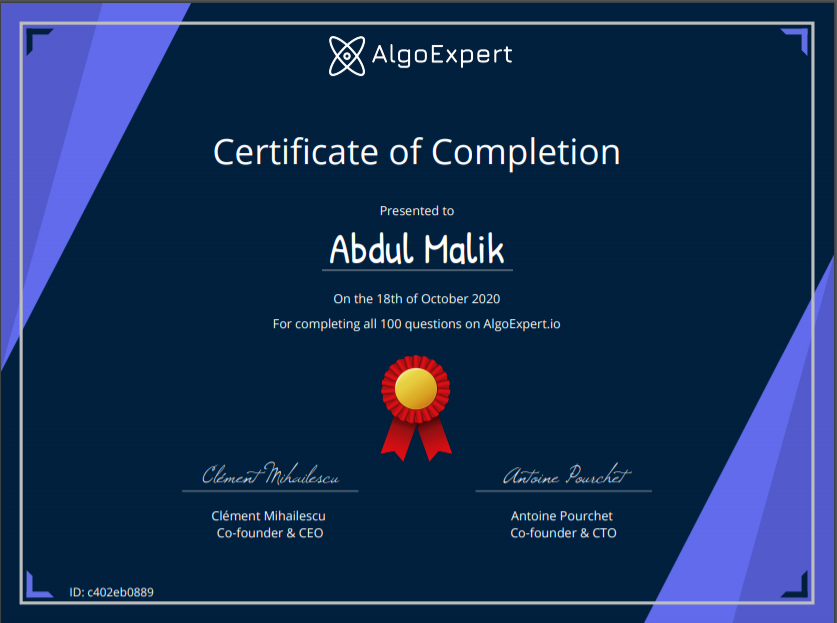 AlgoExpert
Certificate of Completion
Presented to
Abdul Malik
On the 18th of October 2020
For completing all 100 questions on AlgoExpert.io
Clément Mihailescu
Antoine Pourchet
Clément Mihailescu
Co-founder & CEO
Antoine Pourchet
Co-founder & CTO
ID: c402eb0889